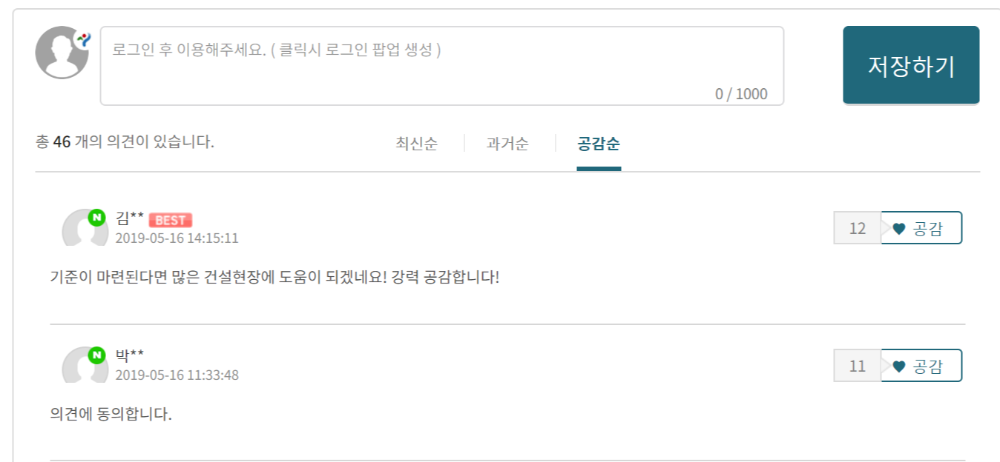 로그인 후 이용해주세요. ( 클릭시 로그인 팝업 생성 )
0 / 1000
저장하기
총 46 개의 의견이 있습니다.
최신순 과거순 공감순
N 김** BEST
2019-05-16 14:15:11
12 공감
기준이 마련된다면 많은 건설현장에 도움이 되겠네요! 강력 공감합니다!
N 박**
2019-05-16 11:33:48
11 공감
의견에 동의합니다.